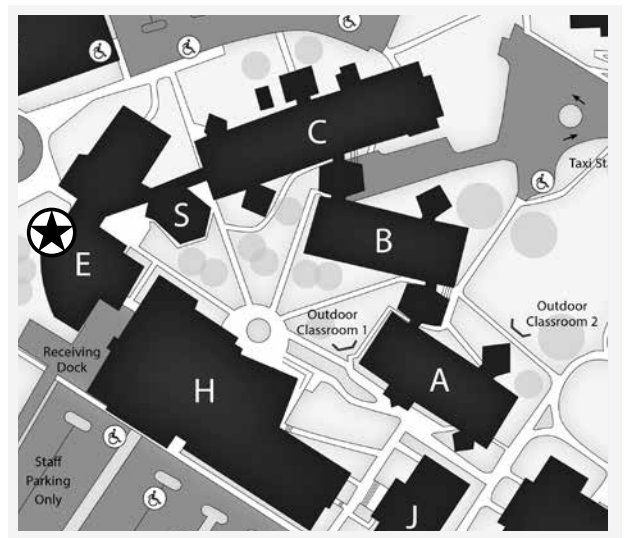 C
Taxi St
S
B
E
Outdoor
Classroom 1
Outdoor
Classroom 2
Receiving
Dock
A
H
Staff
Parking
Only
J